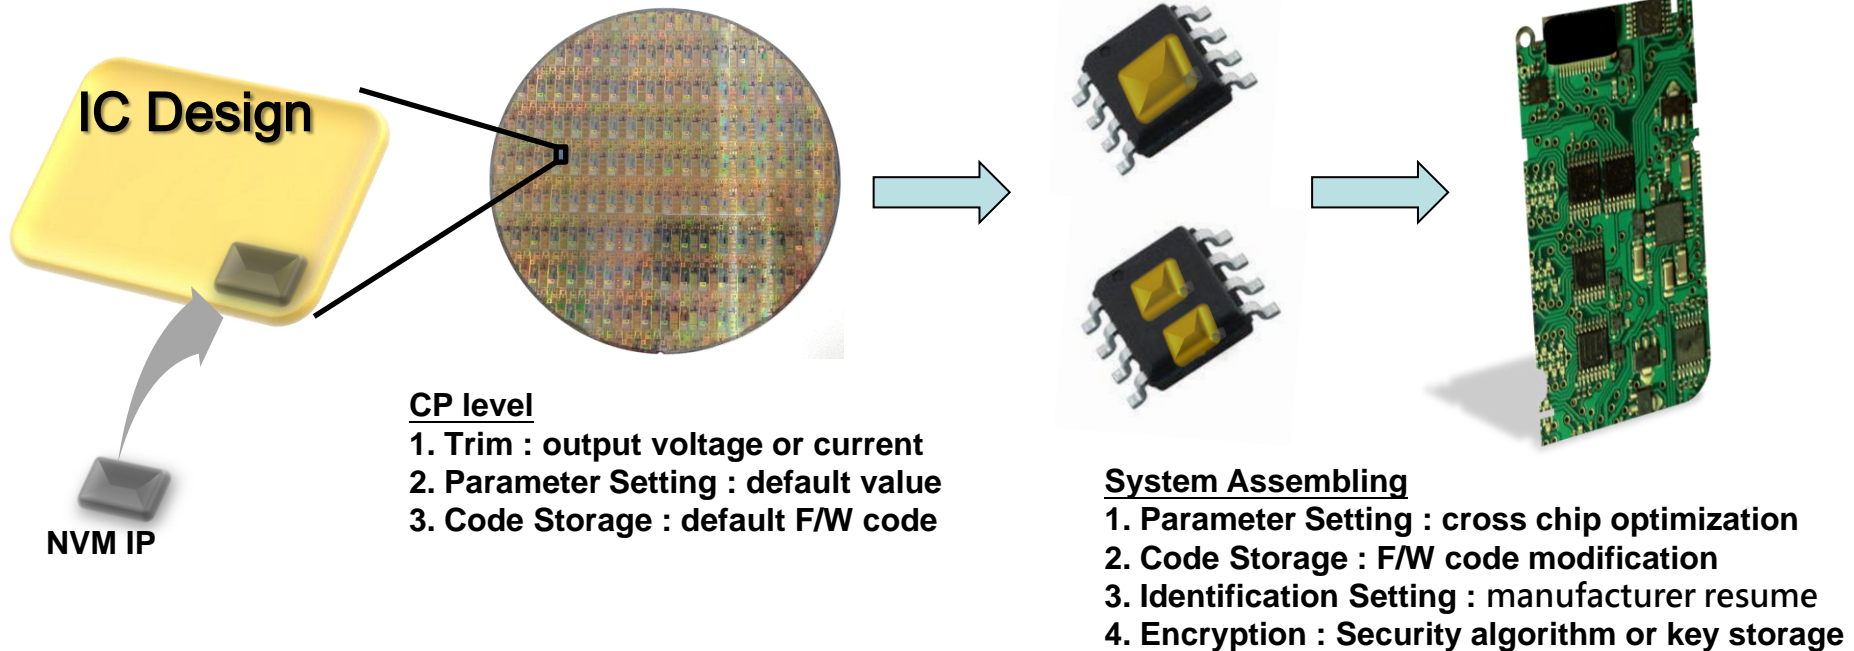 IC Design
NVM IP
CP level
1. Trim : output voltage or current
2. Parameter Setting : default value
3. Code Storage : default F/W code
System Assembling
1. Parameter Setting : cross chip optimization
2. Code Storage : F/W code modification
3. Identification Setting : manufacturer resume
4. Encryption : Security algorithm or key storage